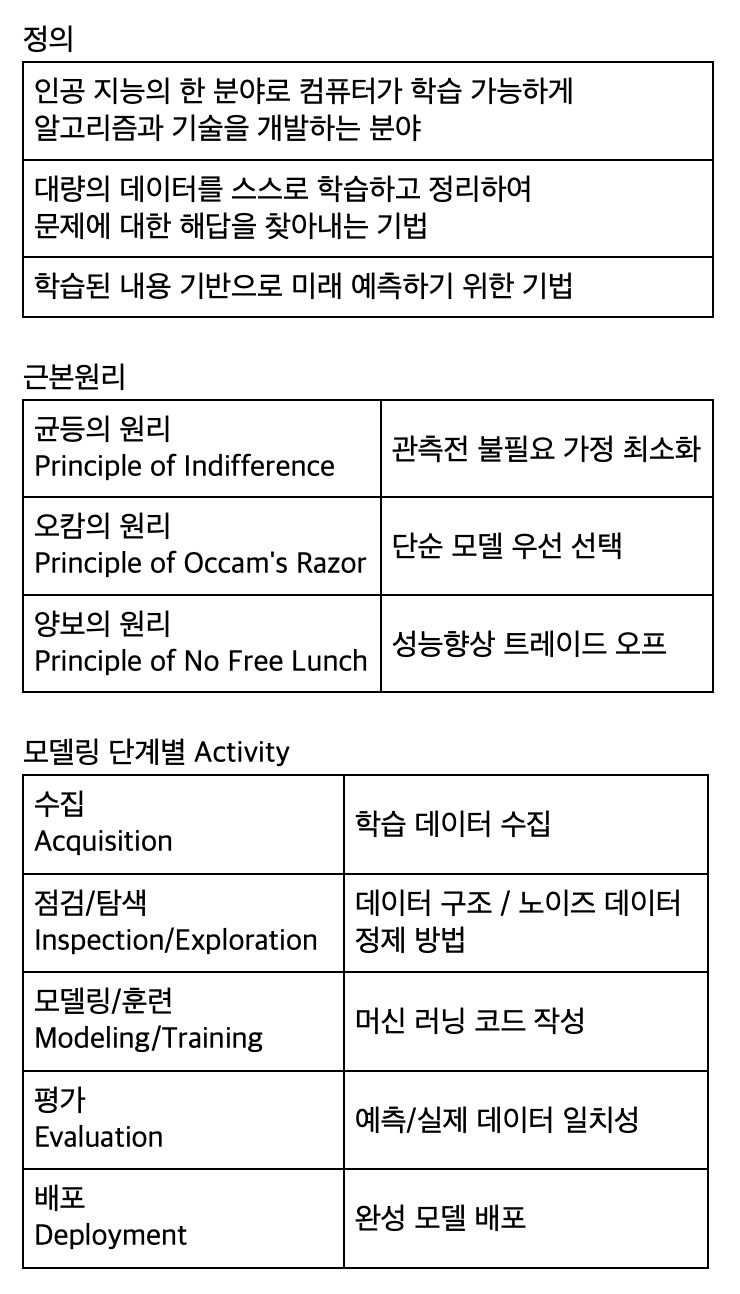 정의
인공 지능의 한 분야로 컴퓨터가 학습 가능하게
알고리즘과 기술을 개발하는 분야
대량의 데이터를 스스로 학습하고 정리하여
문제에 대한 해답을 찾아내는 기법
학습된 내용 기반으로 미래 예측하기 위한 기법
근본원리
균등의 원리
Principle of Indifference
관측전 불필요 가정 최소화
오캄의 원리
Principle of Occam's Razor
단순 모델 우선 선택
양보의 원리
Principle of No Free Lunch
성능향상 트레이드 오프
모델링 단계별 Activity
수집
Acquisition
학습 데이터 수집
점검/탐색
Inspection/Exploration
데이터 구조 / 노이즈 데이터
정제 방법
모델링/훈련
Modeling/Training
머신 러닝 코드 작성
평가
Evaluation
예측/실제 데이터 일치성
배포
Deployment
완성 모델 배포